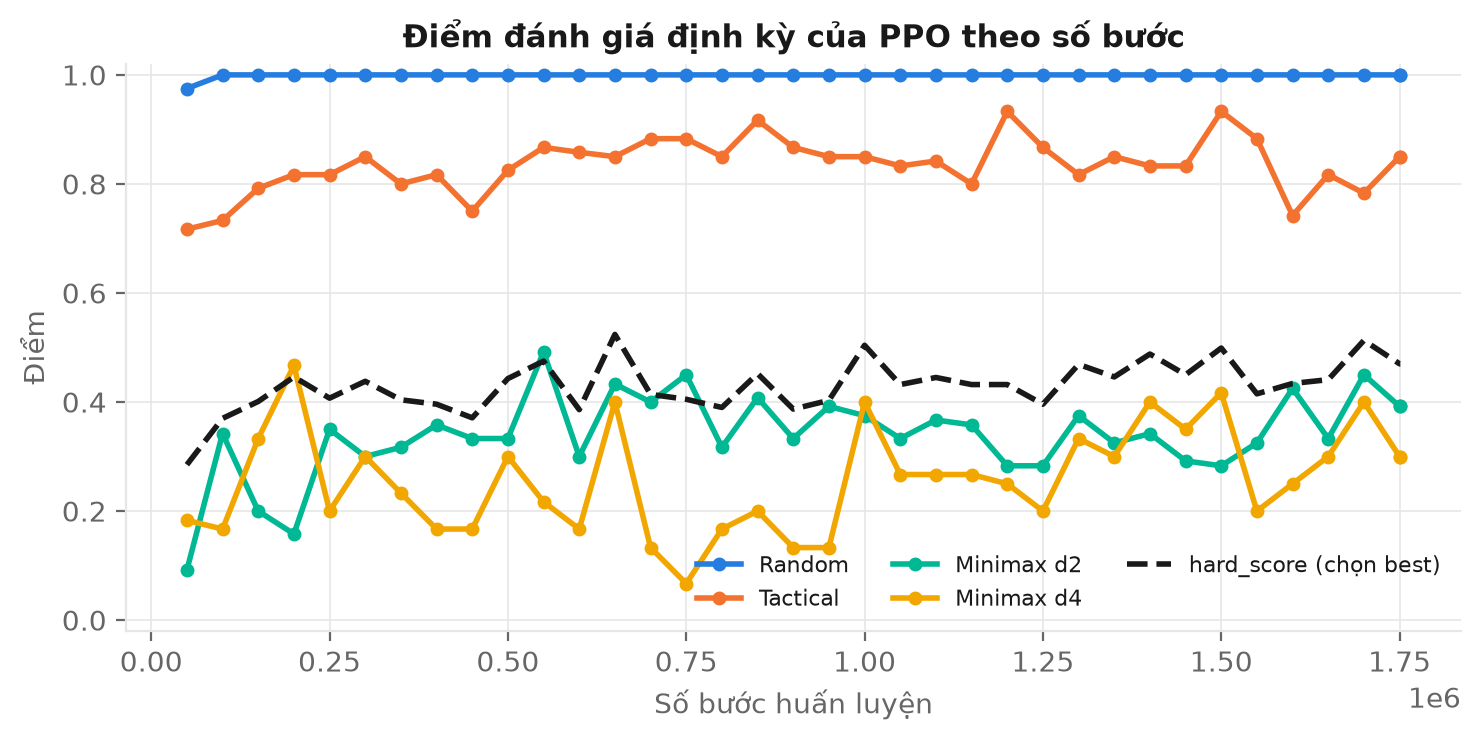 Điểm đánh giá định kỳ của PPO theo số bước
1.0
0.8
0.6
0.4
0.2
0.0
Điểm
Random
Minimax d2
hard_score (chọn best)
Tactical
Minimax d4
0.00 0.25 0.50 0.75 1.00 1.25 1.50 1.75
1e6
Số bước huấn luyện